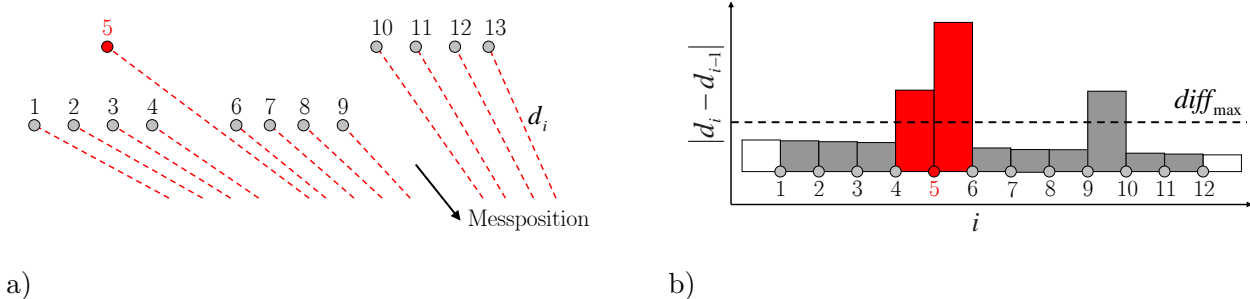 5
10 11 12 13
1 2 3 4 6 7 8 9
d_i
Messposition
a)
|d_i − d_{i−1}|
diff_max
1 2 3 4 5 6 7 8 9 10 11 12
i
b)